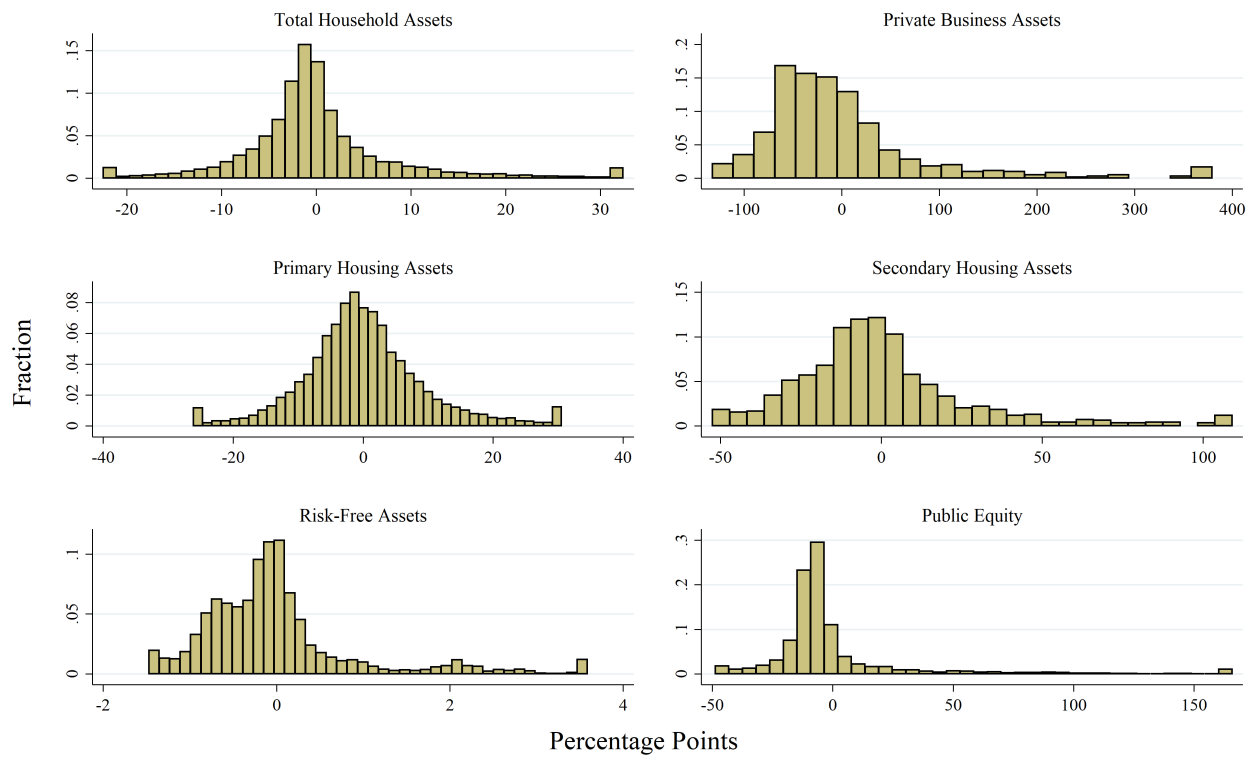 Total Household Assets
.15
.1
.05
0
-20 -10 0 10 20 30
Private Business Assets
.2
.15
.1
.05
0
-100 0 100 200 300 400
Primary Housing Assets
.08
.06
.04
.02
0
-40 -20 0 20 40
Secondary Housing Assets
.15
.1
.05
0
-50 0 50 100
Risk-Free Assets
.1
.05
0
-2 0 2 4
Public Equity
.3
.2
.1
0
-50 0 50 100 150
Fraction
Percentage Points